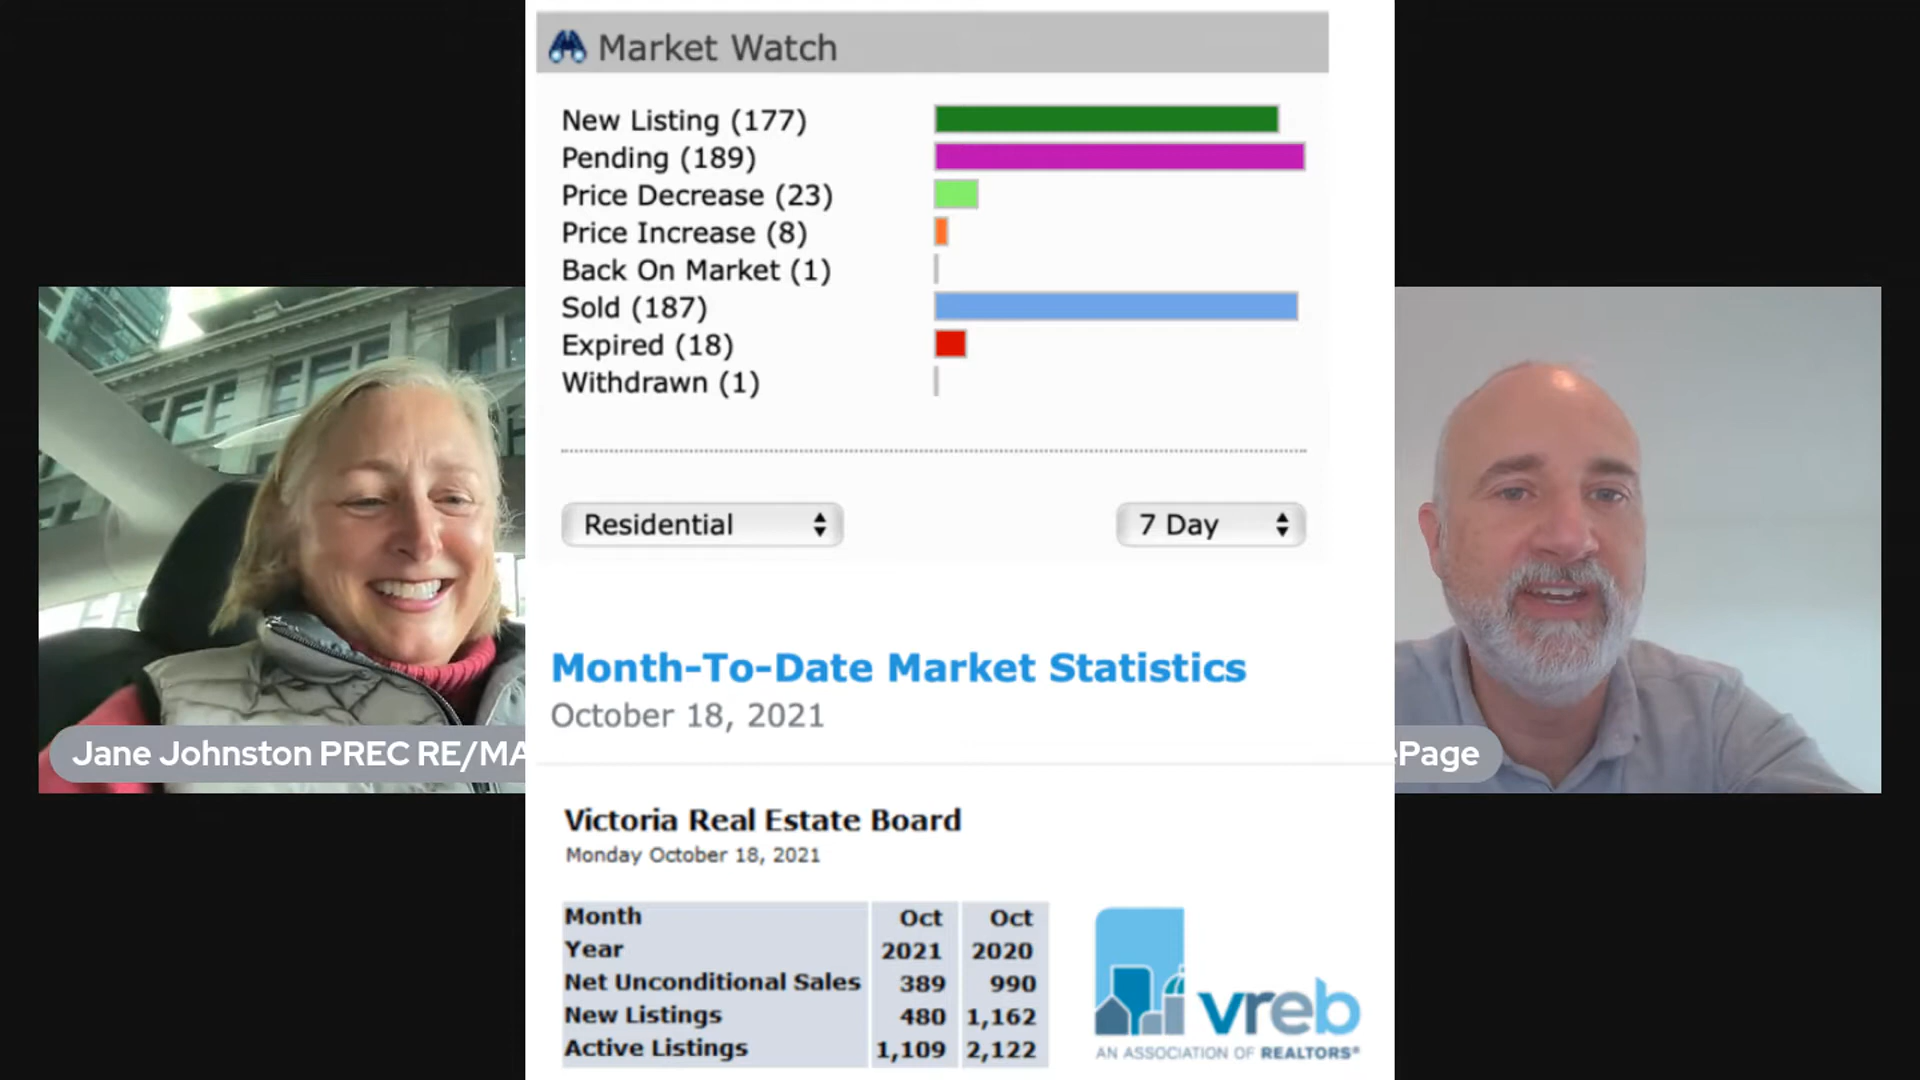 Market Watch
New Listing (177)
Pending (189)
Price Decrease (23)
Price Increase (8)
Back On Market (1)
Sold (187)
Expired (18)
Withdrawn (1)
Residential 7 Day
Month-To-Date Market Statistics
October 18, 2021
Jane Johnston PREC RE/MA
ePage
Victoria Real Estate Board
Monday October 18, 2021
Month Oct Oct
Year 2021 2020
Net Unconditional Sales 389 990
New Listings 480 1,162
Active Listings 1,109 2,122
vreb
AN ASSOCIATION OF REALTORS®